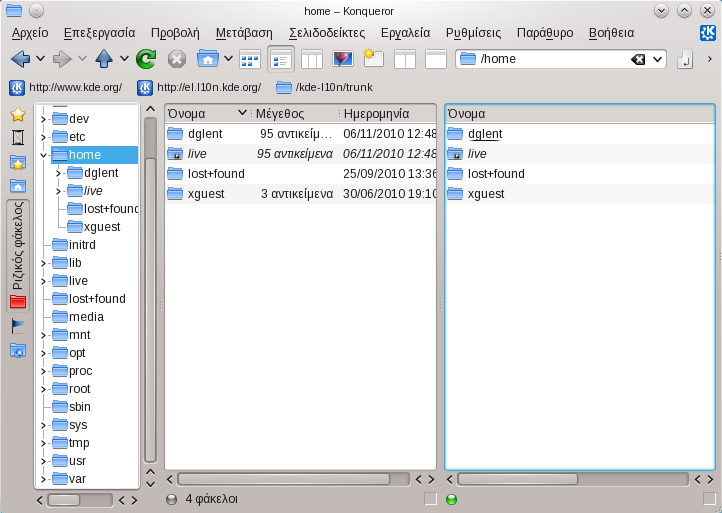 home – Konqueror
Αρχείο Επεξεργασία Προβολή Μετάβαση Σελιδοδείκτες Εργαλεία Ρυθμίσεις Παράθυρο Βοήθεια
/home
http://www.kde.org/ http://el.l10n.kde.org/ /kde-l10n/trunk
Ριζικός φάκελος
dev
etc
home
dglent
live
lost+found
xguest
initrd
lib
live
lost+found
media
mnt
opt
proc
root
sbin
sys
tmp
usr
var
Όνομα Μέγεθος Ημερομηνία
dglent 95 αντικείμ... 06/11/2010 12:48
live 95 αντικείμενα 06/11/2010 12:48
lost+found 25/09/2010 13:36
xguest 3 αντικείμενα 30/06/2010 19:10
4 φάκελοι
Όνομα
dglent
live
lost+found
xguest